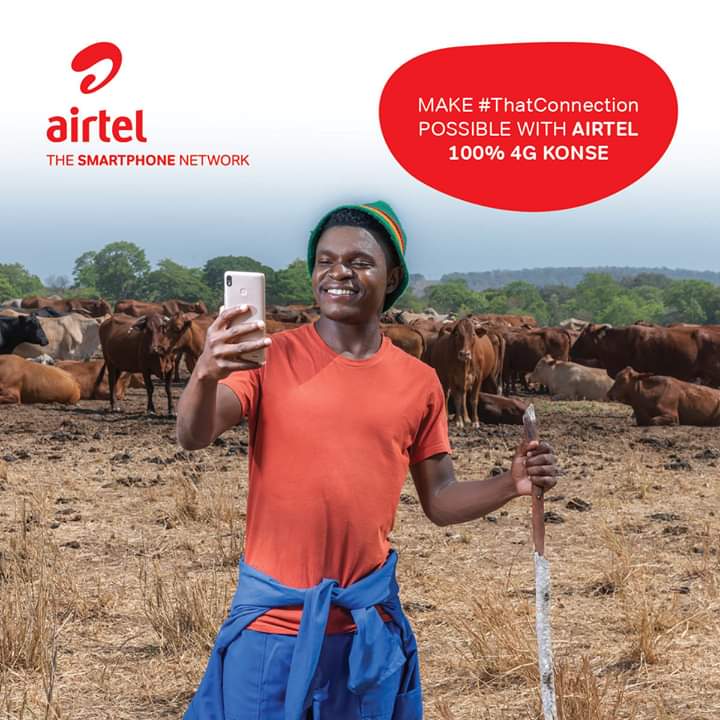 airtel
THE SMARTPHONE NETWORK
MAKE #ThatConnection
POSSIBLE WITH AIRTEL
100% 4G KONSE